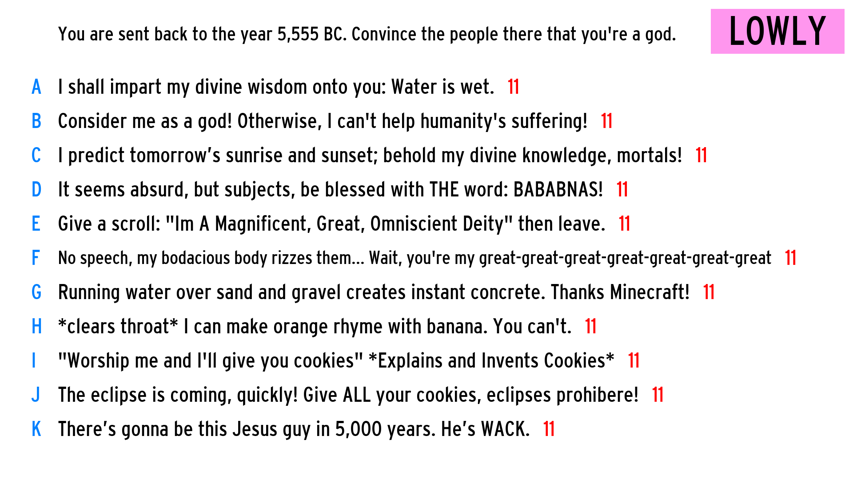 You are sent back to the year 5,555 BC. Convince the people there that you're a god.
LOWLY
A I shall impart my divine wisdom onto you: Water is wet. 11
B Consider me as a god! Otherwise, I can't help humanity's suffering! 11
C I predict tomorrow’s sunrise and sunset; behold my divine knowledge, mortals! 11
D It seems absurd, but subjects, be blessed with THE word: BABABNAS! 11
E Give a scroll: "Im A Magnificent, Great, Omniscient Deity" then leave. 11
F No speech, my bodacious body rizzes them... Wait, you're my great-great-great-great-great-great-great 11
G Running water over sand and gravel creates instant concrete. Thanks Minecraft! 11
H *clears throat* I can make orange rhyme with banana. You can't. 11
I "Worship me and I'll give you cookies" *Explains and Invents Cookies* 11
J The eclipse is coming, quickly! Give ALL your cookies, eclipses prohibere! 11
K There’s gonna be this Jesus guy in 5,000 years. He’s WACK. 11